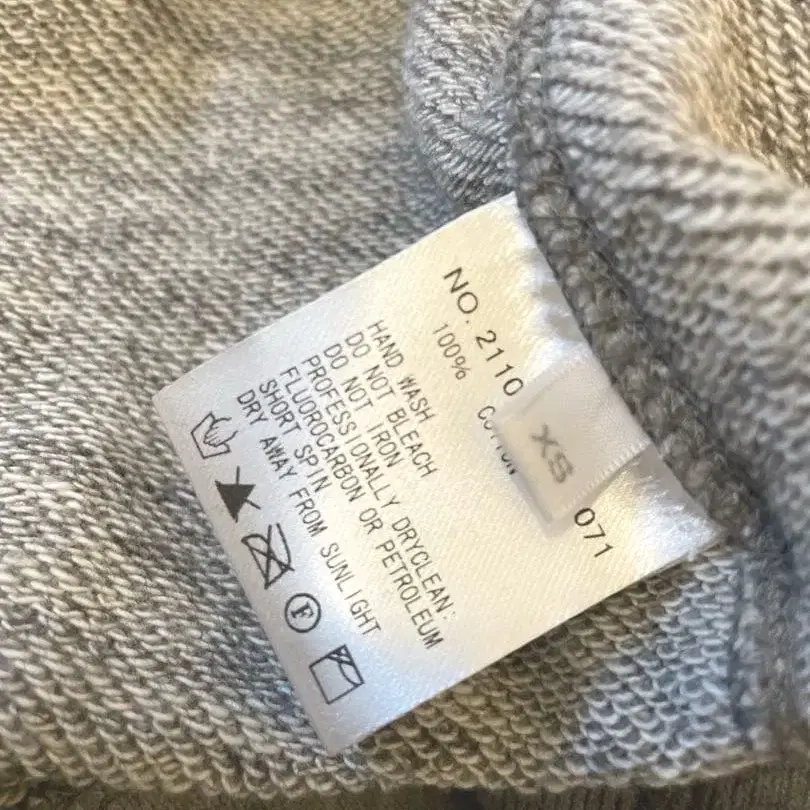 NO. 2110 071
100% COTTON
HAND WASH
DO NOT BLEACH
DO NOT IRON
PROFESSIONALLY DRYCLEAN:
FLUOROCARBON OR PETROLEUM
SHORT SPIN
DRY AWAY FROM SUNLIGHT
F
XS